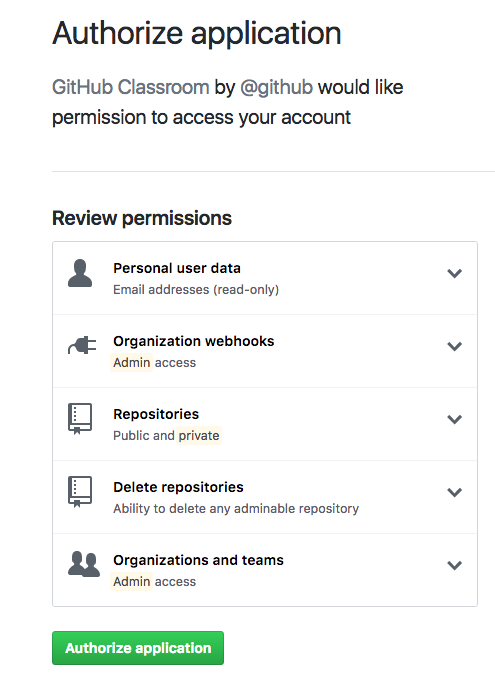 Authorize application
GitHub Classroom by @github would like
permission to access your account
Review permissions
Personal user data
Email addresses (read-only)
Organization webhooks
Admin access
Repositories
Public and private
Delete repositories
Ability to delete any adminable repository
Organizations and teams
Admin access
Authorize application